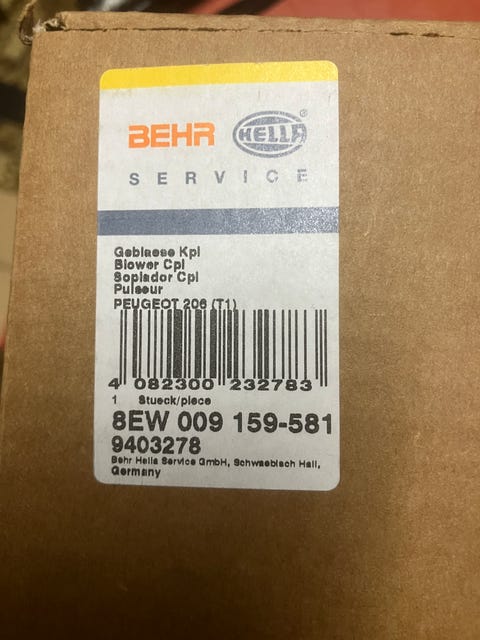 BEHR HELLA®
SERVICE
Geblaese Kpl
Blower Cpl
Soplador Cpl
Pulseur
PEUGEOT 206 (T1)
4 082300 232783
1 Stueck/piece
8EW 009 159-581
9403278
Behr Hella Service GmbH, Schwaebisch Hall,
Germany